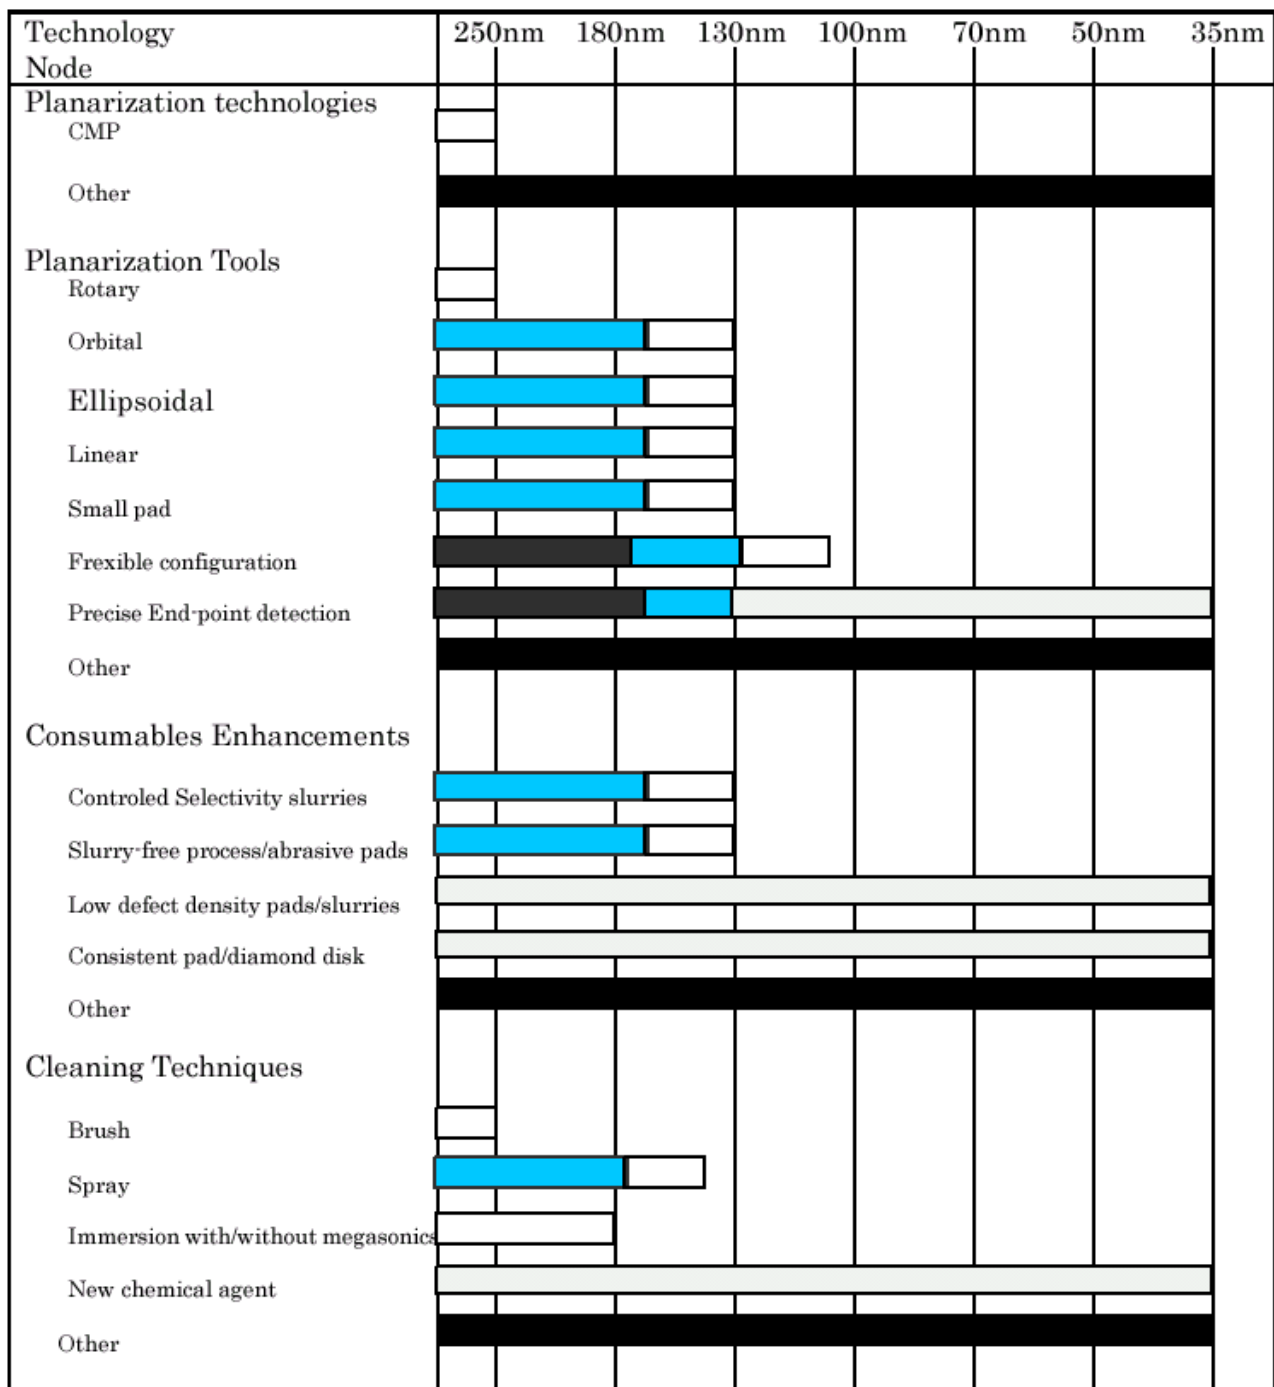 Technology 250nm 180nm 130nm 100nm 70nm 50nm 35nm
Node
Planarization technologies
CMP
Other
Planarization Tools
Rotary
Orbital
Ellipsoidal
Linear
Small pad
Frexible configuration
Precise End-point detection
Other
Consumables Enhancements
Controled Selectivity slurries
Slurry-free process/abrasive pads
Low defect density pads/slurries
Consistent pad/diamond disk
Other
Cleaning Techniques
Brush
Spray
Immersion with/without megasonics
New chemical agent
Other